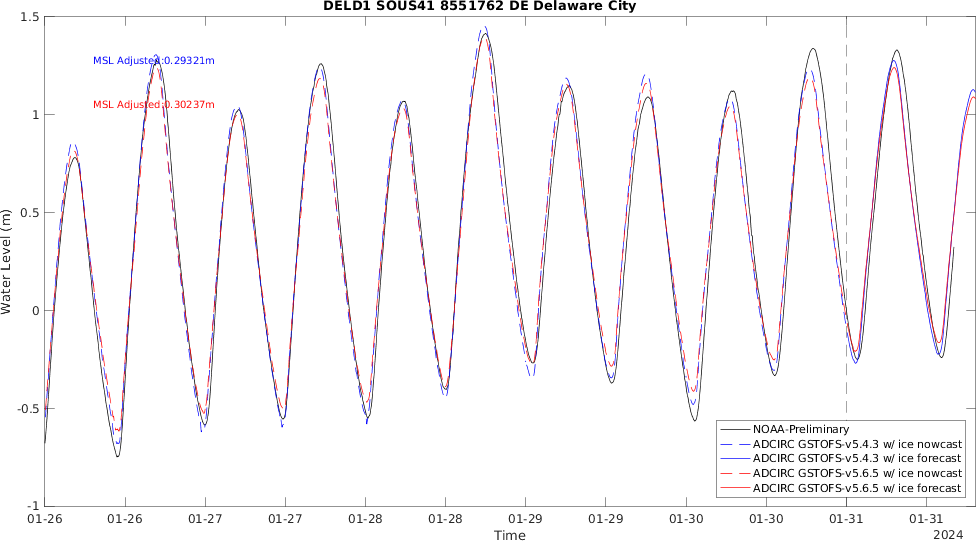 DELD1 SOUS41 8551762 DE Delaware City
1.5
MSL Adjusted:0.29321m
MSL Adjusted:0.30237m
1
0.5
Water Level (m)
0
-0.5
NOAA-Preliminary
ADCIRC GSTOFS-v5.4.3 w/ ice nowcast
ADCIRC GSTOFS-v5.4.3 w/ ice forecast
ADCIRC GSTOFS-v5.6.5 w/ ice nowcast
ADCIRC GSTOFS-v5.6.5 w/ ice forecast
-1
01-26 01-26 01-27 01-27 01-28 01-28 01-29 01-29 01-30 01-30 01-31 01-31
Time
2024